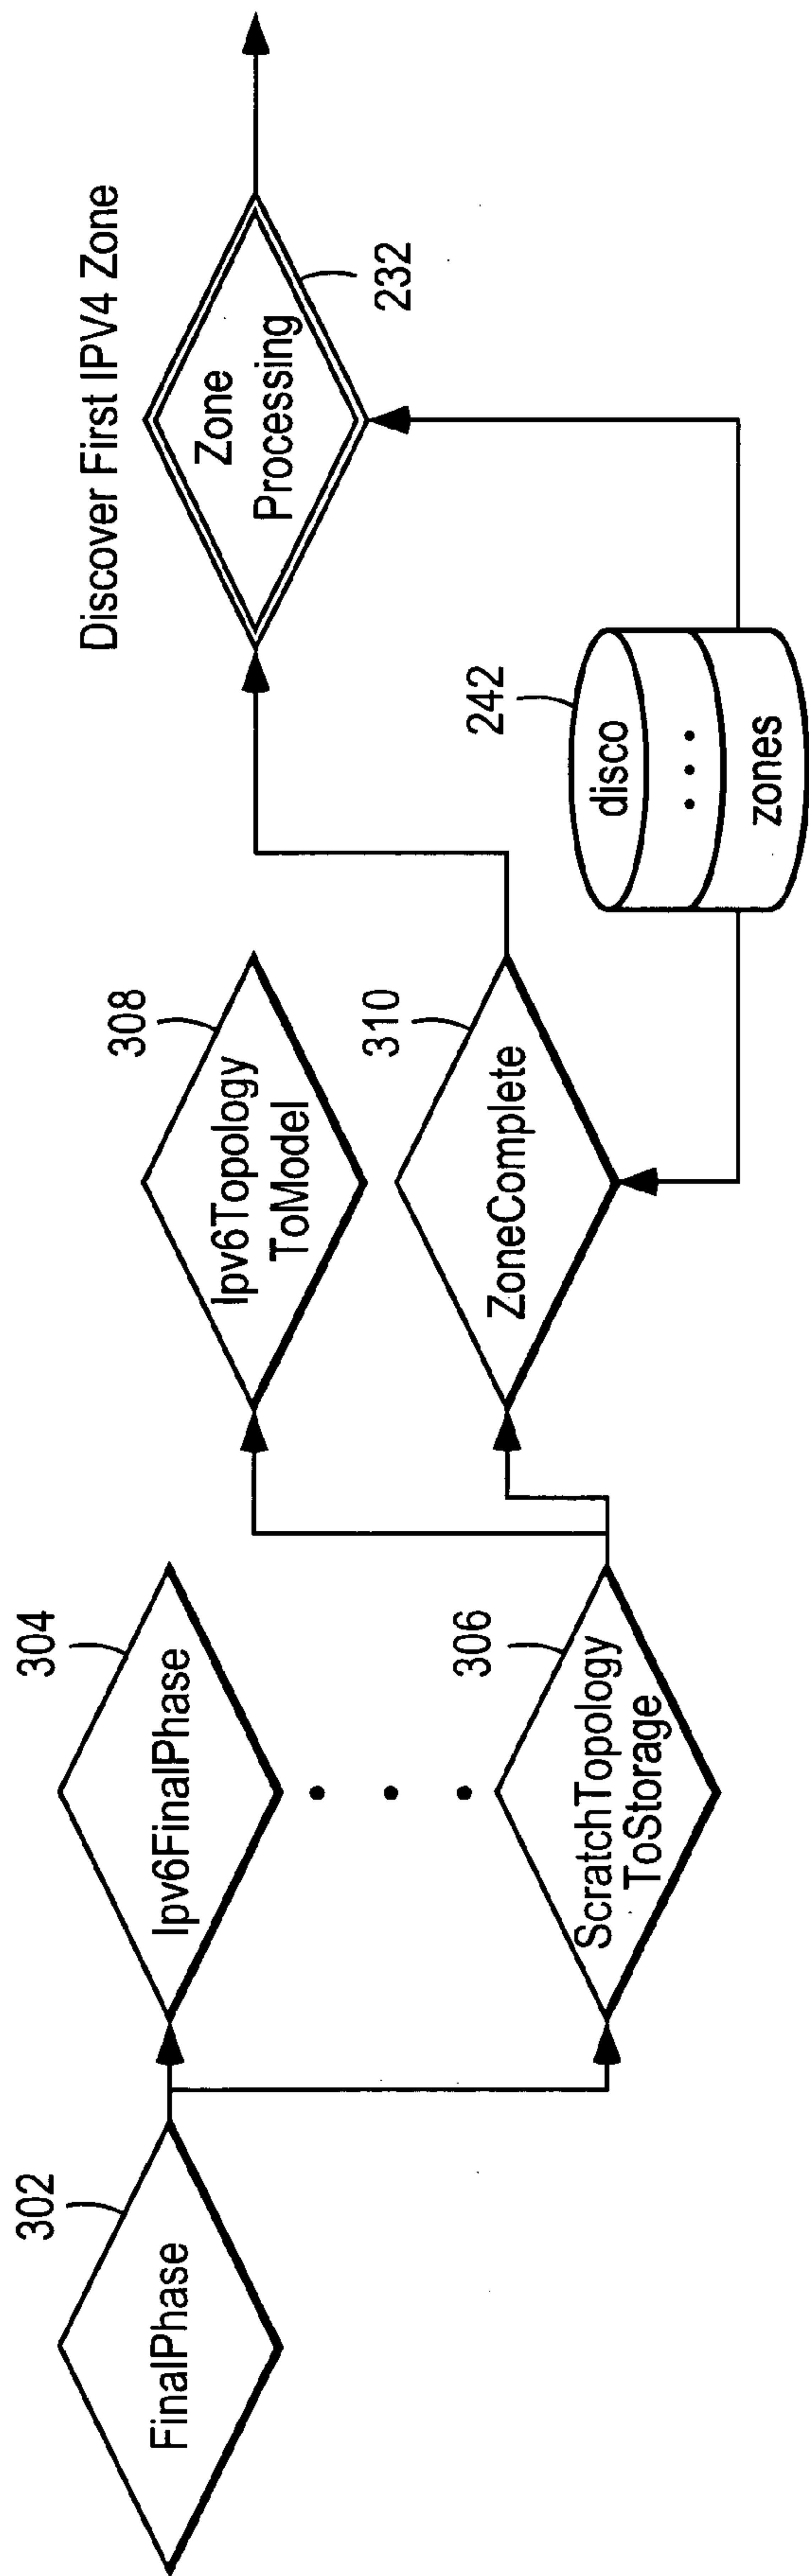 Discover First IPV4 Zone
302
FinalPhase
304
Ipv6FinalPhase
306
ScratchTopology
ToStorage
308
Ipv6Topology
ToModel
310
ZoneComplete
242
disco
zones
Zone
Processing
232